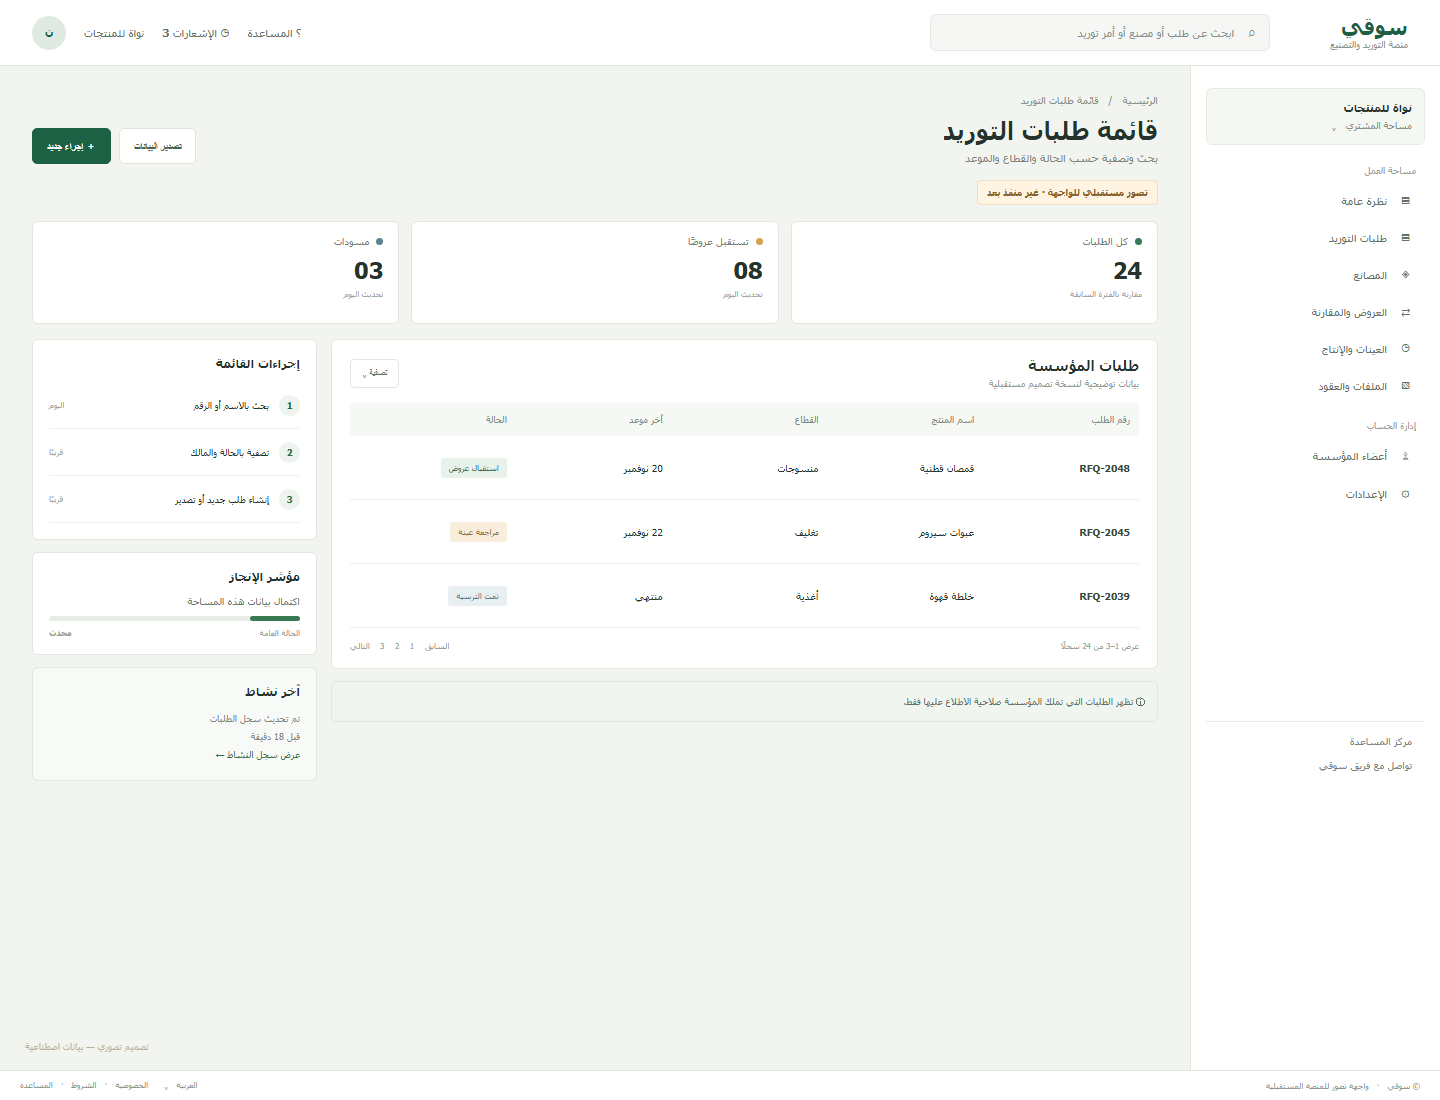 سوقي
منصة التوريد والتصنيع
ابحث عن طلب أو مصنع أو أمر توريد
؟ المساعدة
الإشعارات 3
نواة للمنتجات
ن
نواة للمنتجات
مساحة المشتري
مساحة العمل
نظرة عامة
طلبات التوريد
المصانع
العروض والمقارنة
العينات والإنتاج
الملفات والعقود
إدارة الحساب
أعضاء المؤسسة
الإعدادات
مركز المساعدة
تواصل مع فريق سوقي
الرئيسية / قائمة طلبات التوريد
قائمة طلبات التوريد
بحث وتصفية حسب الحالة والقطاع والموعد
تصور مستقبلي للواجهة · غير منفذ بعد
تصدير البيانات
+ إجراء جديد
كل الطلبات
24
مقارنة بالفترة السابقة
تستقبل عروضًا
08
تحديث اليوم
مسودات
03
تحديث اليوم
طلبات المؤسسة
بيانات توضيحية لنسخة تصميم مستقبلية
تصفية
رقم الطلب اسم المنتج القطاع آخر موعد الحالة
RFQ-2048 قمصان قطنية منسوجات 20 نوفمبر استقبال عروض
RFQ-2045 عبوات سيروم تغليف 22 نوفمبر مراجعة عينة
RFQ-2039 خلطة قهوة أغذية منتهي تمت الترسية
عرض 1–3 من 24 سجلًا
السابق 1 2 3 التالي
تظهر الطلبات التي تملك المؤسسة صلاحية الاطلاع عليها فقط.
إجراءات القائمة
1 بحث بالاسم أو الرقم اليوم
2 تصفية بالحالة والمالك قريبًا
3 إنشاء طلب جديد أو تصدير قريبًا
مؤشر الإنجاز
اكتمال بيانات هذه المساحة
الحالة العامة محدث
آخر نشاط
تم تحديث سجل الطلبات
قبل 18 دقيقة
عرض سجل النشاط ←
تصميم تصوري — بيانات اصطناعية
© سوقي · واجهة تصور للمنصة المستقبلية
العربية الخصوصية · الشروط · المساعدة